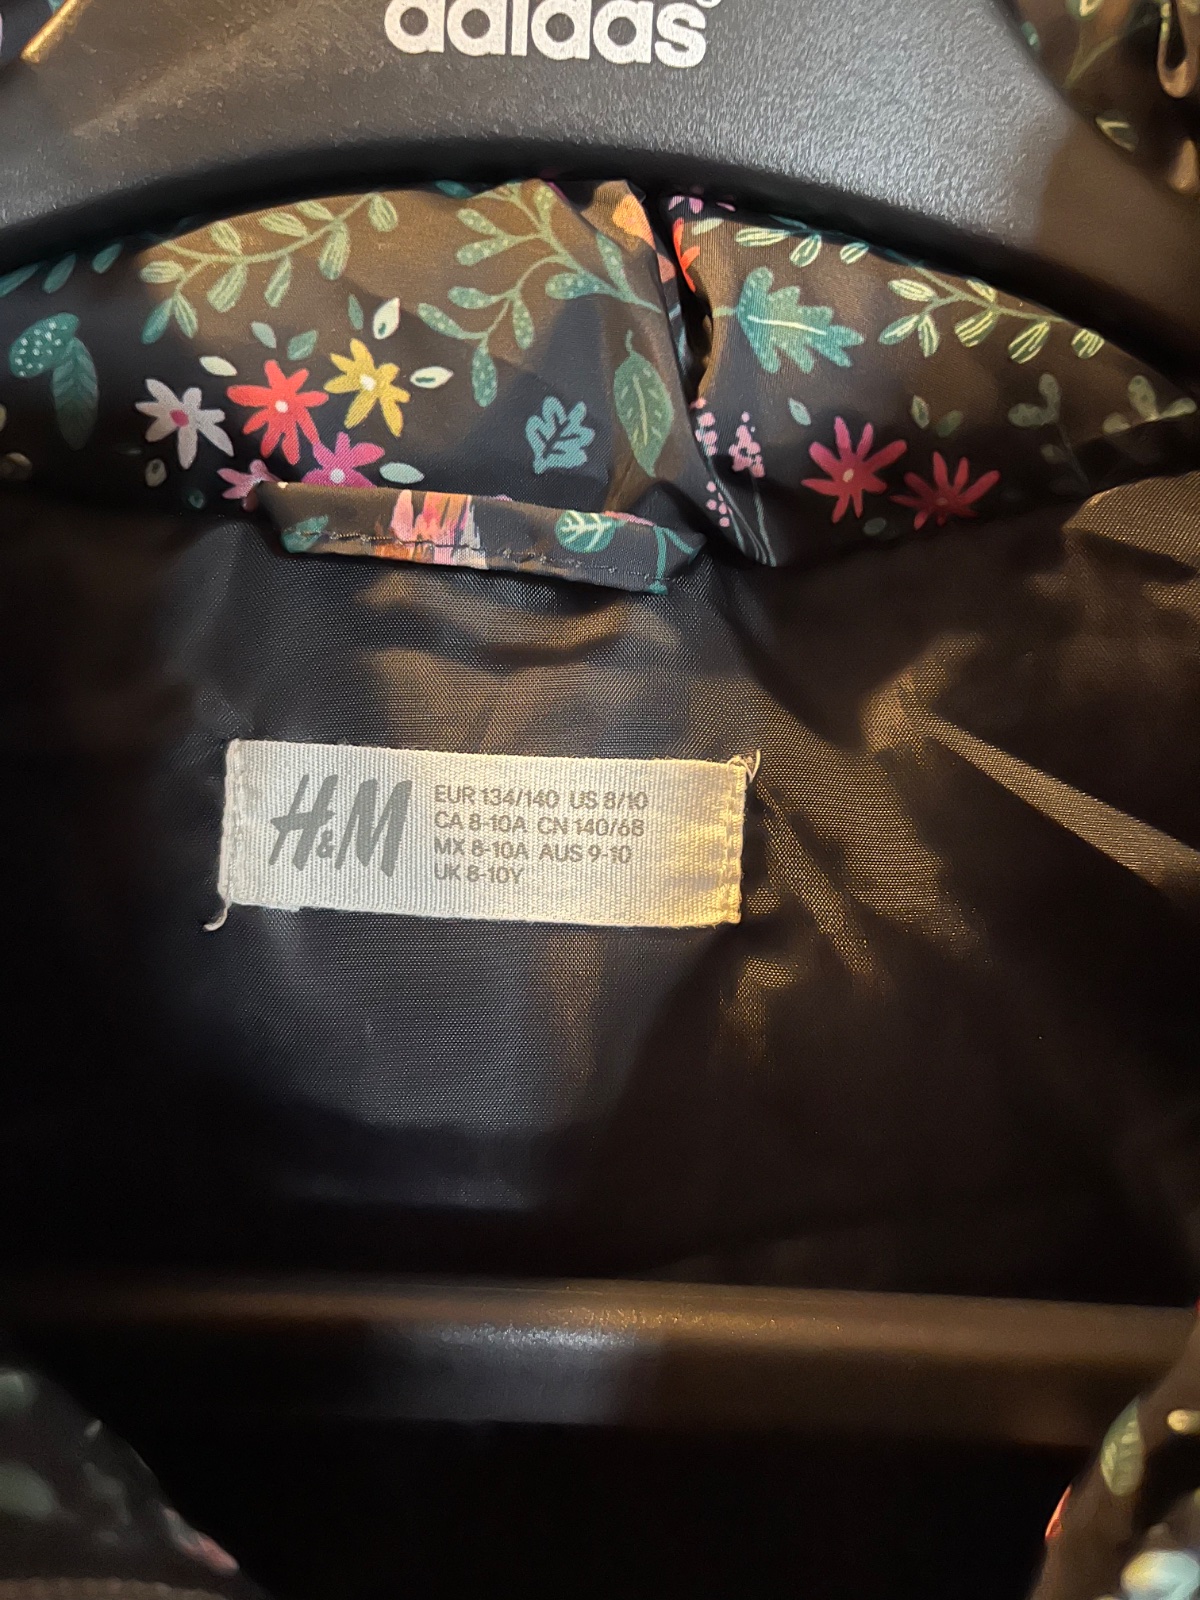 adidas
H&M
EUR 134/140 US 8/10
CA 8-10A CN 140/68
MX 8-10A AUS 9-10
UK 8-10Y